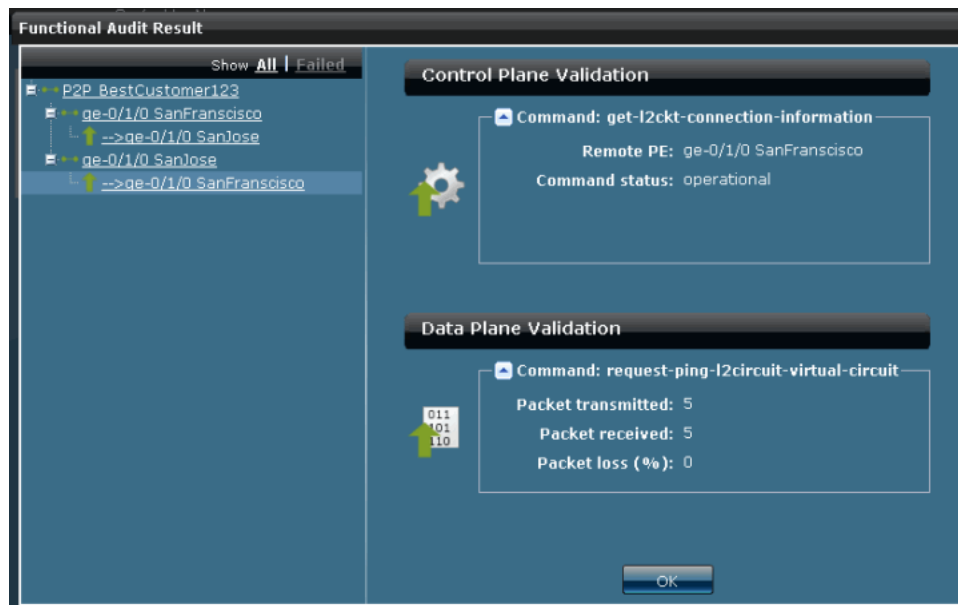 Functional Audit Result
Show All | Failed
P2P BestCustomer123
ge-0/1/0 SanFranscisco
-->ge-0/1/0 SanJose
ge-0/1/0 SanJose
-->ge-0/1/0 SanFranscisco
Control Plane Validation
Command: get-l2ckt-connection-information
Remote PE: ge-0/1/0 SanFranscisco
Command status: operational
Data Plane Validation
Command: request-ping-l2circuit-virtual-circuit
011
101
110
Packet transmitted: 5
Packet received: 5
Packet loss (%): 0
OK